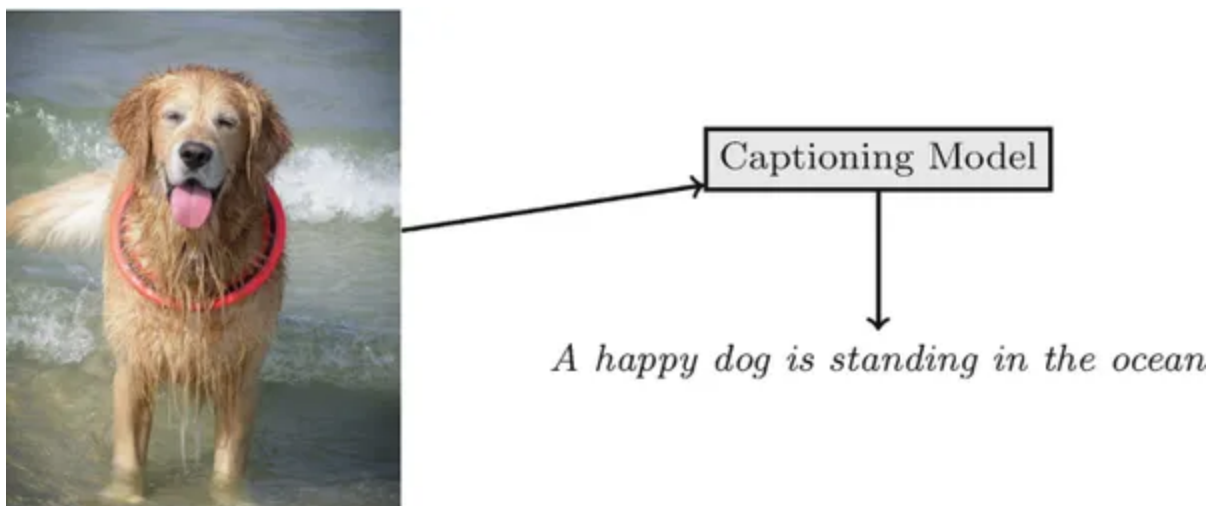 Captioning Model
A happy dog is standing in the ocean